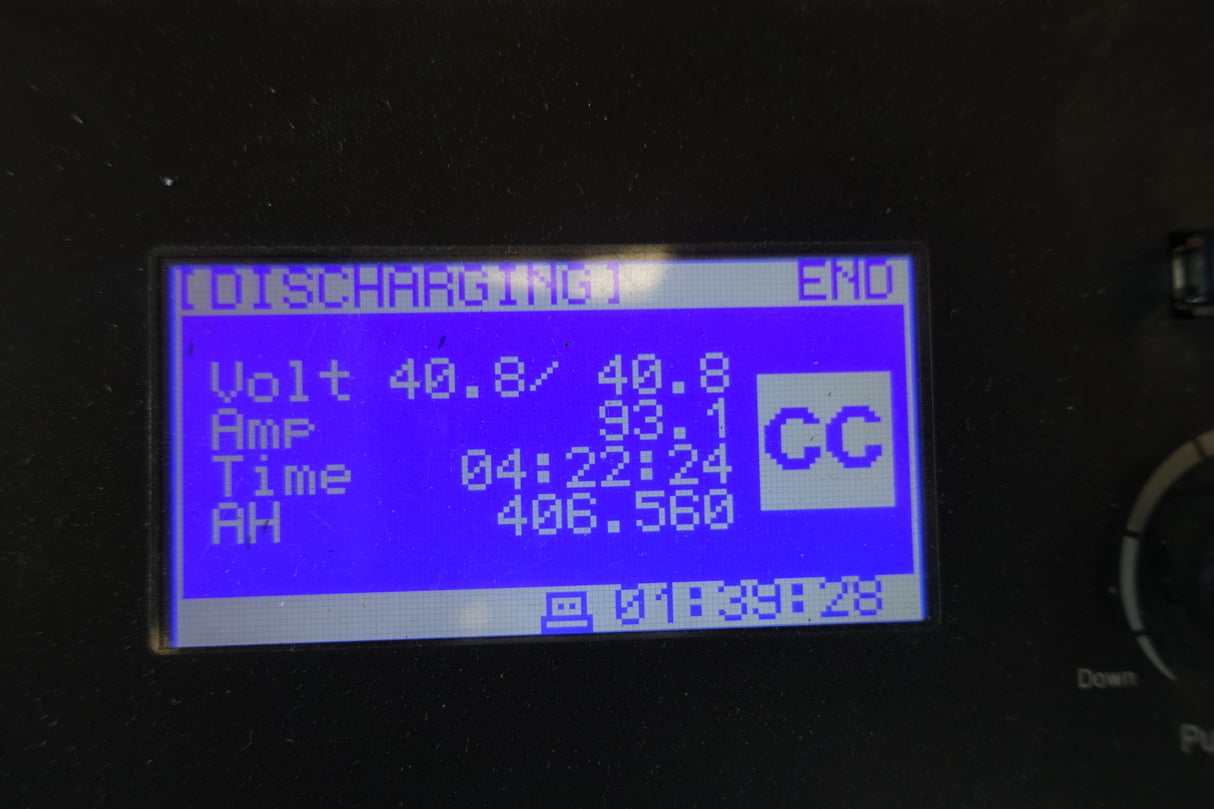 [DISCHARGING] END
Volt 40.8/ 40.8
Amp 93.1
CC
Time 04:22:24
AH 406.560
01:39:28
Down